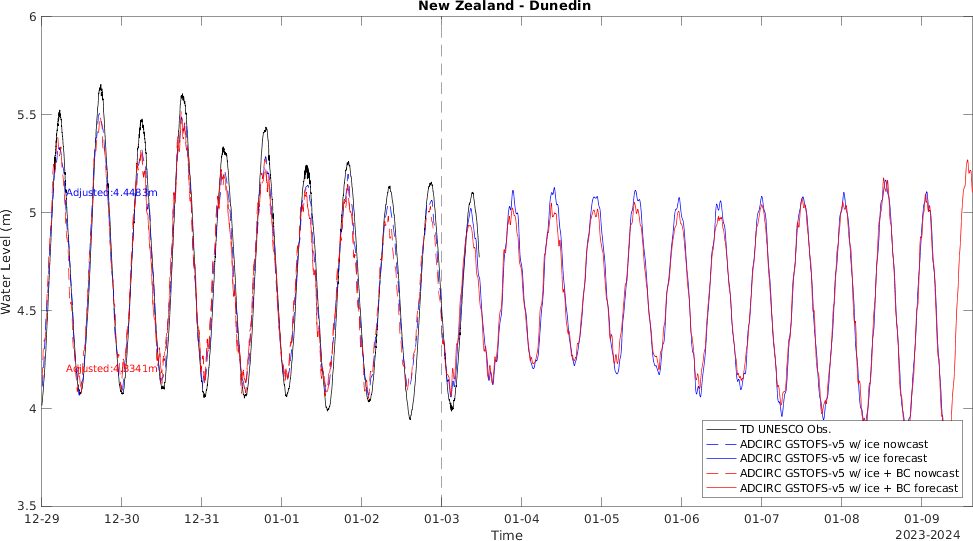 New Zealand - Dunedin
6
5.5
5
4.5
4
3.5
Water Level (m)
Adjusted:4.4483m
Adjusted:4.8341m
TD UNESCO Obs.
ADCIRC GSTOFS-v5 w/ ice nowcast
ADCIRC GSTOFS-v5 w/ ice forecast
ADCIRC GSTOFS-v5 w/ ice + BC nowcast
ADCIRC GSTOFS-v5 w/ ice + BC forecast
12-29 12-30 12-31 01-01 01-02 01-03 01-04 01-05 01-06 01-07 01-08 01-09
Time
2023-2024